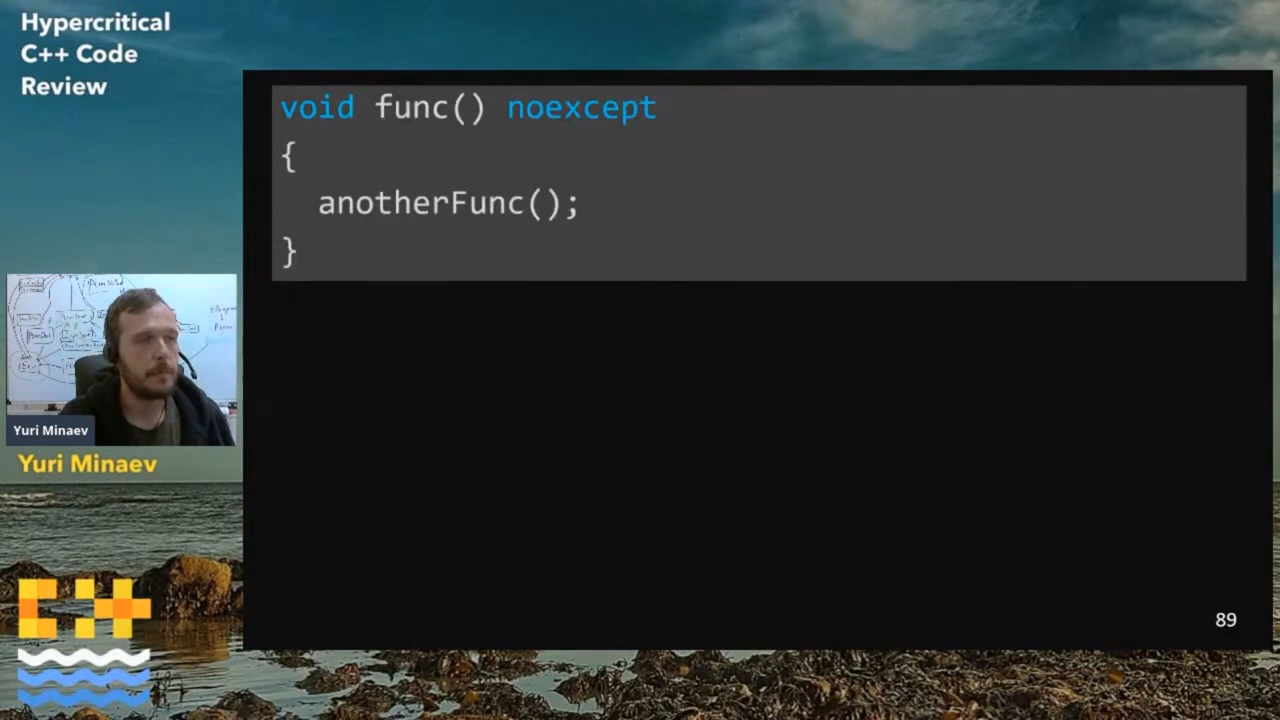 Hypercritical
C++ Code
Review
void func() noexcept
{
  anotherFunc();
}
Yuri Minaev
Yuri Minaev
89